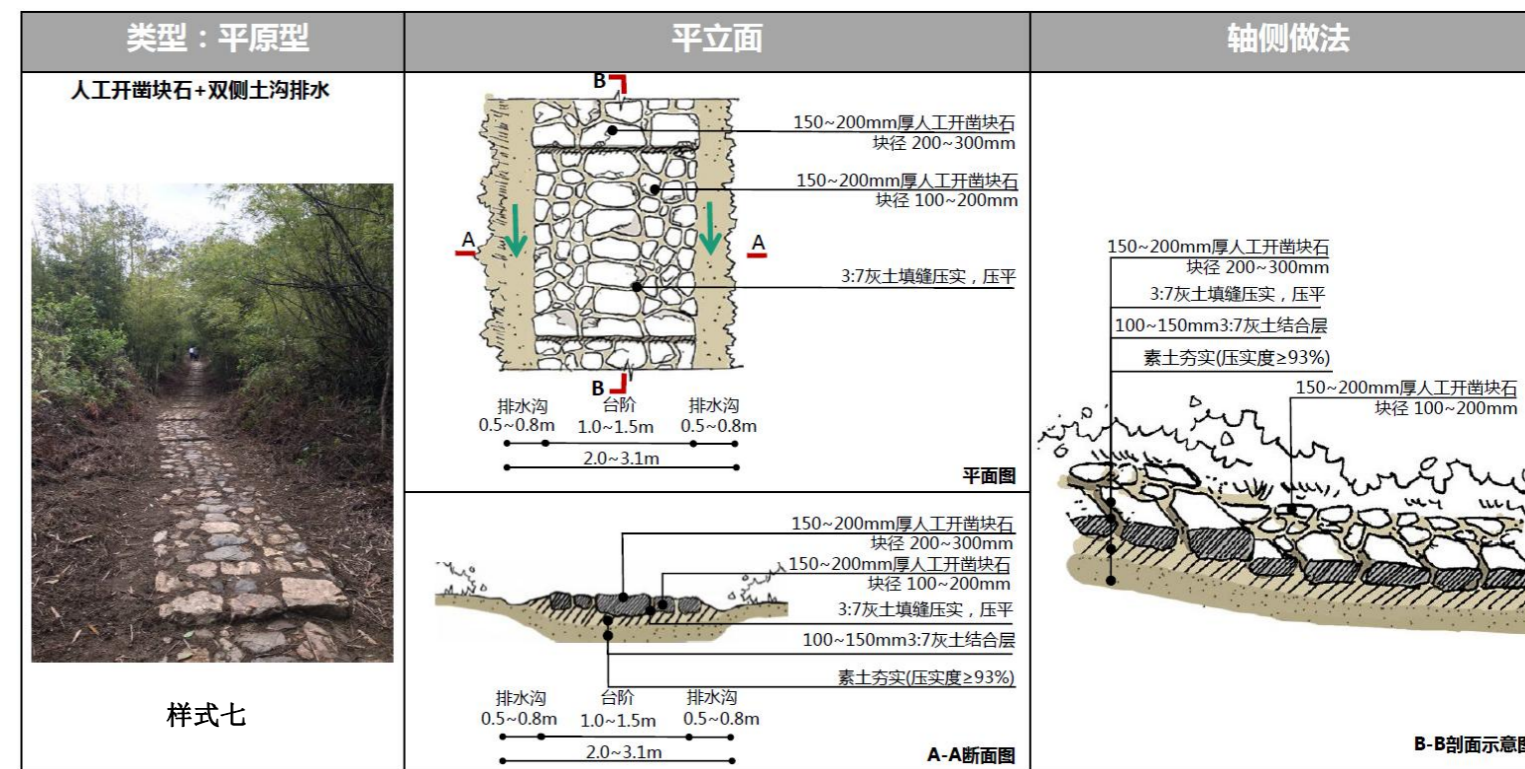 类型：平原型
平立面
轴侧做法
人工开凿块石+双侧土沟排水
样式七
B
150~200mm厚人工开凿块石
块径 200~300mm
150~200mm厚人工开凿块石
块径 100~200mm
A
A
3:7灰土填缝压实，压平
B
排水沟
台阶
排水沟
0.5~0.8m
1.0~1.5m
0.5~0.8m
2.0~3.1m
平面图
150~200mm厚人工开凿块石
块径 200~300mm
150~200mm厚人工开凿块石
块径 100~200mm
3:7灰土填缝压实，压平
100~150mm3:7灰土结合层
素土夯实(压实度≥93%)
排水沟
台阶
排水沟
0.5~0.8m
1.0~1.5m
0.5~0.8m
2.0~3.1m
A-A断面图
150~200mm厚人工开凿块石
块径 200~300mm
3:7灰土填缝压实，压平
100~150mm3:7灰土结合层
素土夯实(压实度≥93%)
150~200mm厚人工开凿块石
块径 100~200mm
B-B剖面示意图